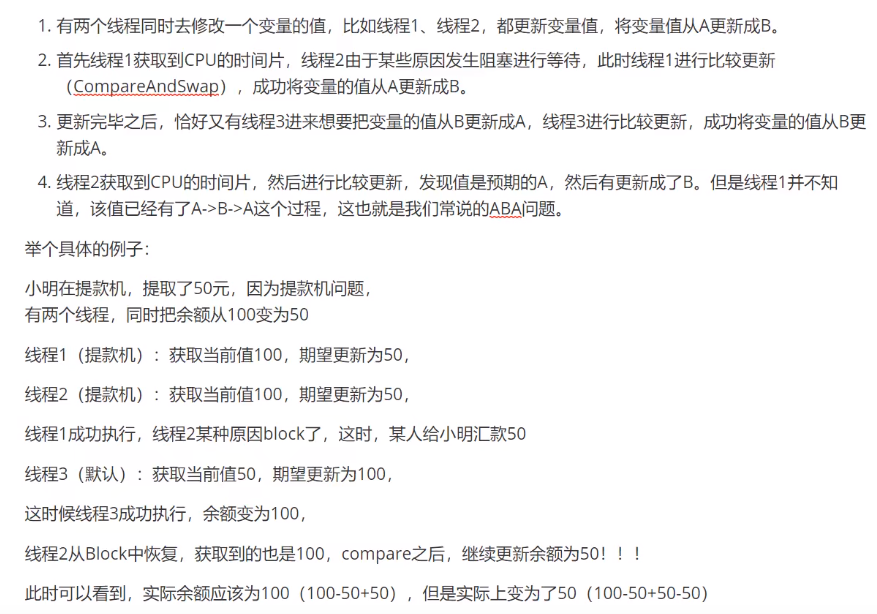 1. 有两个线程同时去修改一个变量的值，比如线程1、线程2，都更新变量值，将变量值从A更新成B。
2. 首先线程1获取到CPU的时间片，线程2由于某些原因发生阻塞进行等待，此时线程1进行比较更新
（CompareAndSwap），成功将变量的值从A更新成B。
3. 更新完毕之后，恰好又有线程3进来想要把变量的值从B更新成A，线程3进行比较更新，成功将变量的值从B更
新成A。
4. 线程2获取到CPU的时间片，然后进行比较更新，发现值是预期的A，然后有更新成了B。但是线程1并不知
道，该值已经有了A->B->A这个过程，这也就是我们常说的ABA问题。
举个具体的例子：
小明在提款机，提取了50元，因为提款机问题，
有两个线程，同时把余额从100变为50
线程1（提款机）：获取当前值100，期望更新为50，
线程2（提款机）：获取当前值100，期望更新为50，
线程1成功执行，线程2某种原因block了，这时，某人给小明汇款50
线程3（默认）：获取当前值50，期望更新为100，
这时候线程3成功执行，余额变为100，
线程2从Block中恢复，获取到的也是100，compare之后，继续更新余额为50！！！
此时可以看到，实际余额应该为100（100-50+50），但是实际上变为了50（100-50+50-50）